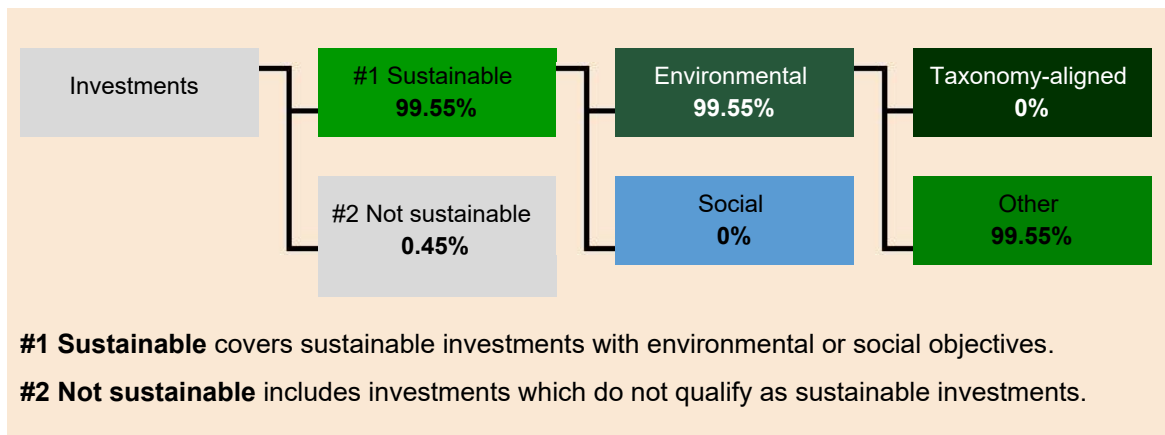 Investments
#1 Sustainable
99.55%
Environmental
99.55%
Taxonomy-aligned
0%
#2 Not sustainable
0.45%
Social
0%
Other
99.55%
#1 Sustainable covers sustainable investments with environmental or social objectives.
#2 Not sustainable includes investments which do not qualify as sustainable investments.